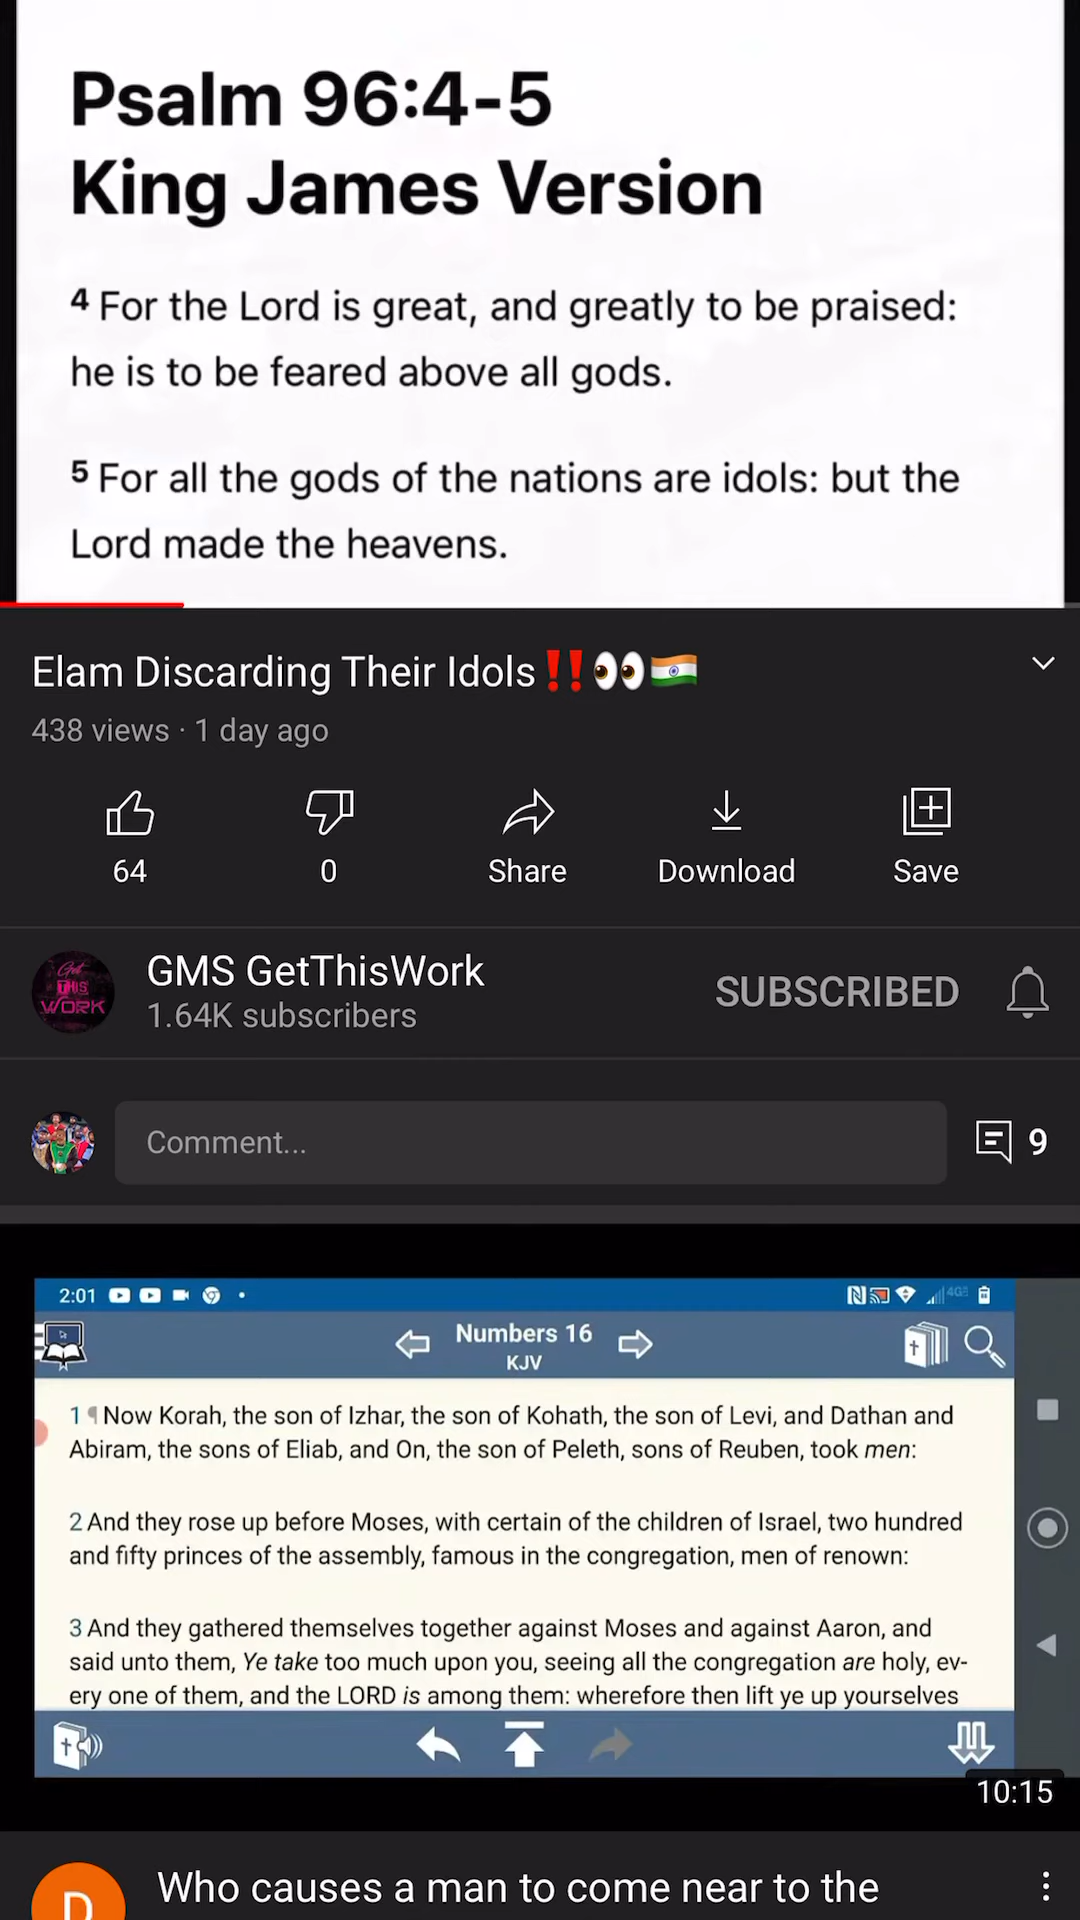 Psalm 96:4-5
King James Version
4 For the Lord is great, and greatly to be praised:
he is to be feared above all gods.
5 For all the gods of the nations are idols: but the
Lord made the heavens.
Elam Discarding Their Idols‼️👀🇮🇳
438 views · 1 day ago
64
0
Share
Download
Save
Get
THIS
WORK
GMS GetThisWork
1.64K subscribers
SUBSCRIBED
Comment...
9
2:01
4G
Numbers 16
KJV
1 ¶ Now Korah, the son of Izhar, the son of Kohath, the son of Levi, and Dathan and
Abiram, the sons of Eliab, and On, the son of Peleth, sons of Reuben, took men:
2 And they rose up before Moses, with certain of the children of Israel, two hundred
and fifty princes of the assembly, famous in the congregation, men of renown:
3 And they gathered themselves together against Moses and against Aaron, and
said unto them, Ye take too much upon you, seeing all the congregation are holy, ev-
ery one of them, and the LORD is among them: wherefore then lift ye up yourselves
10:15
D
Who causes a man to come near to the